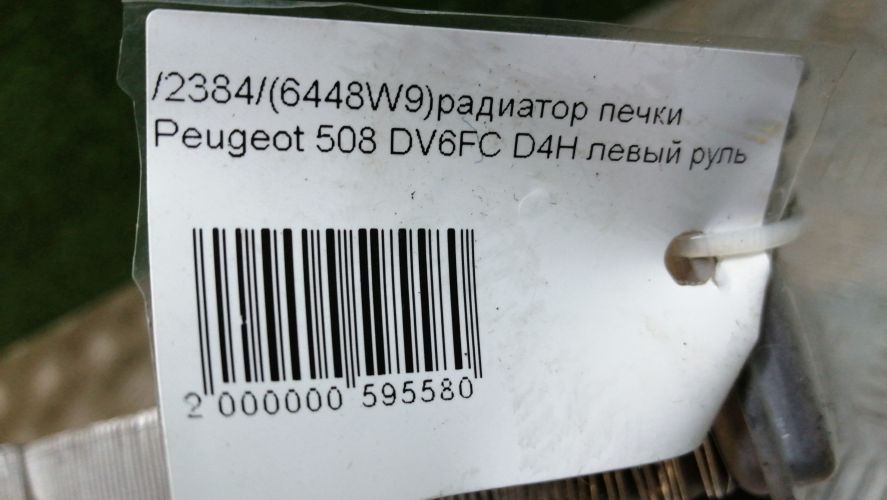 /2384/(6448W9)радиатор печки
Peugeot 508 DV6FC D4H левый руль
2 000000 595580